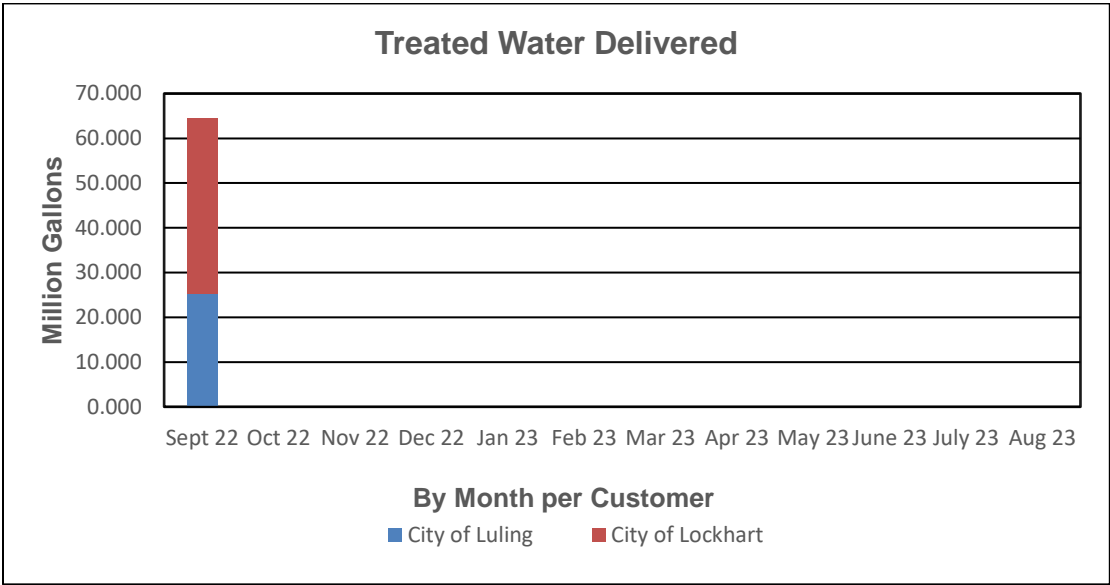 Treated Water Delivered
70.000
60.000
50.000
40.000
30.000
20.000
10.000
0.000
Million Gallons
Sept 22 Oct 22 Nov 22 Dec 22 Jan 23 Feb 23 Mar 23 Apr 23 May 23 June 23 July 23 Aug 23
By Month per Customer
City of Luling City of Lockhart